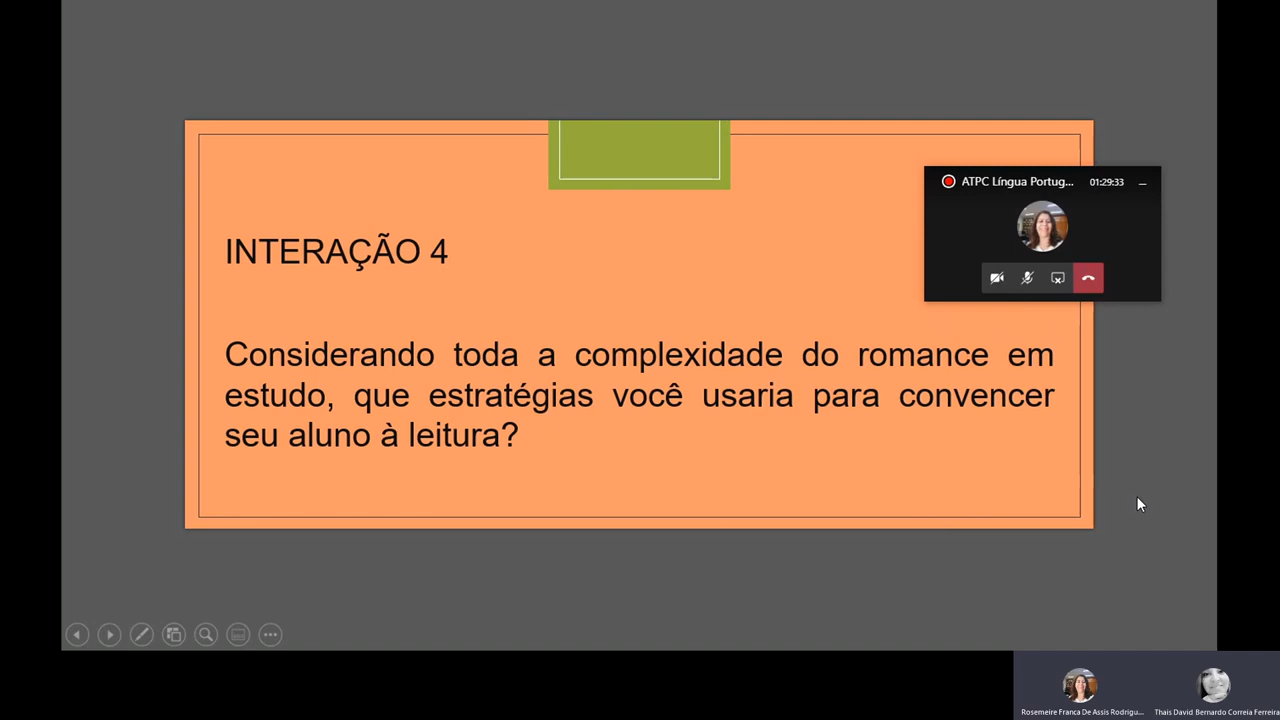 ATPC Língua Portug... 01:29:33
INTERAÇÃO 4
Considerando toda a complexidade do romance em
estudo, que estratégias você usaria para convencer
seu aluno à leitura?
Rosemeire Franca De Assis Rodrigu... Thais David Bernardo Correia Ferreira